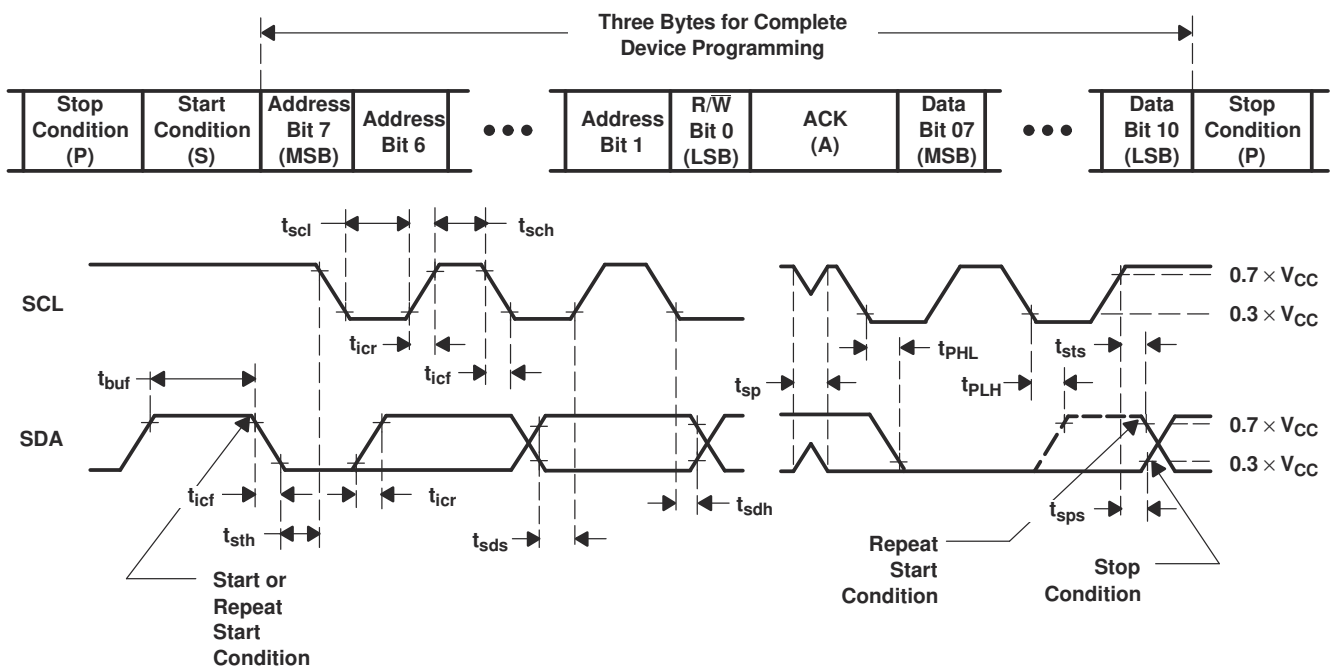 Three Bytes for Complete
Device Programming
Stop
Condition
(P)
Start
Condition
(S)
Address
Bit 7
(MSB)
Address
Bit 6
•••
Address
Bit 1
R/W̅
Bit 0
(LSB)
ACK
(A)
Data
Bit 07
(MSB)
•••
Data
Bit 10
(LSB)
Stop
Condition
(P)
tscl
tsch
SCL
0.7 × VCC
0.3 × VCC
ticr
tPHL
tsts
tbuf
ticf
tsp
tPLH
SDA
0.7 × VCC
0.3 × VCC
ticf
ticr
tsdh
tsps
tsth
tsds
Start or
Repeat
Start
Condition
Repeat
Start
Condition
Stop
Condition